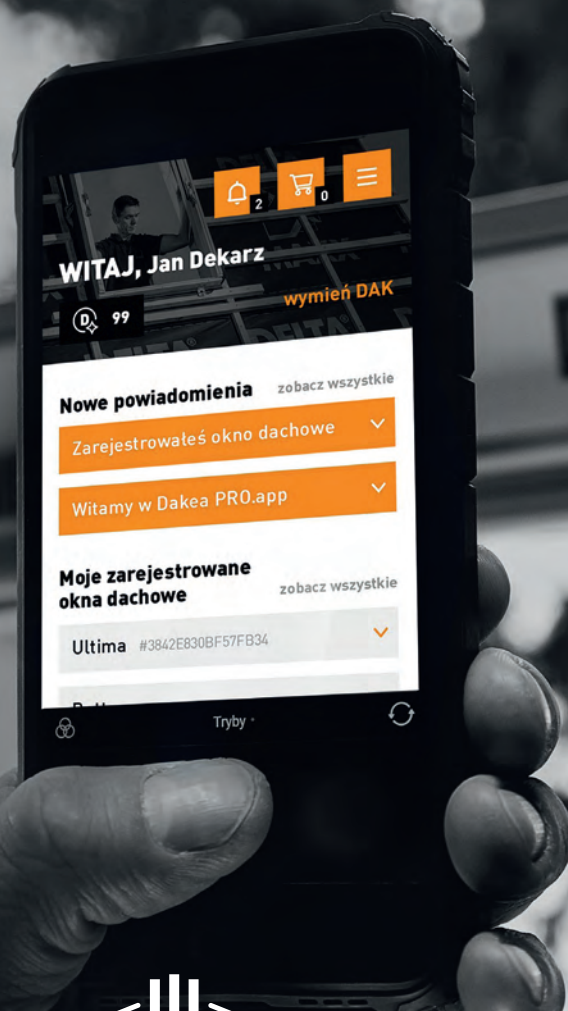 2
0
WITAJ, Jan Dekarz
D 99
wymień DAK
Nowe powiadomienia
zobacz wszystkie
Zarejestrowałeś okno dachowe
Witamy w Dakea PRO.app
Moje zarejestrowane
okna dachowe
zobacz wszystkie
Ultima #3842E830BF57FB34
Tryby